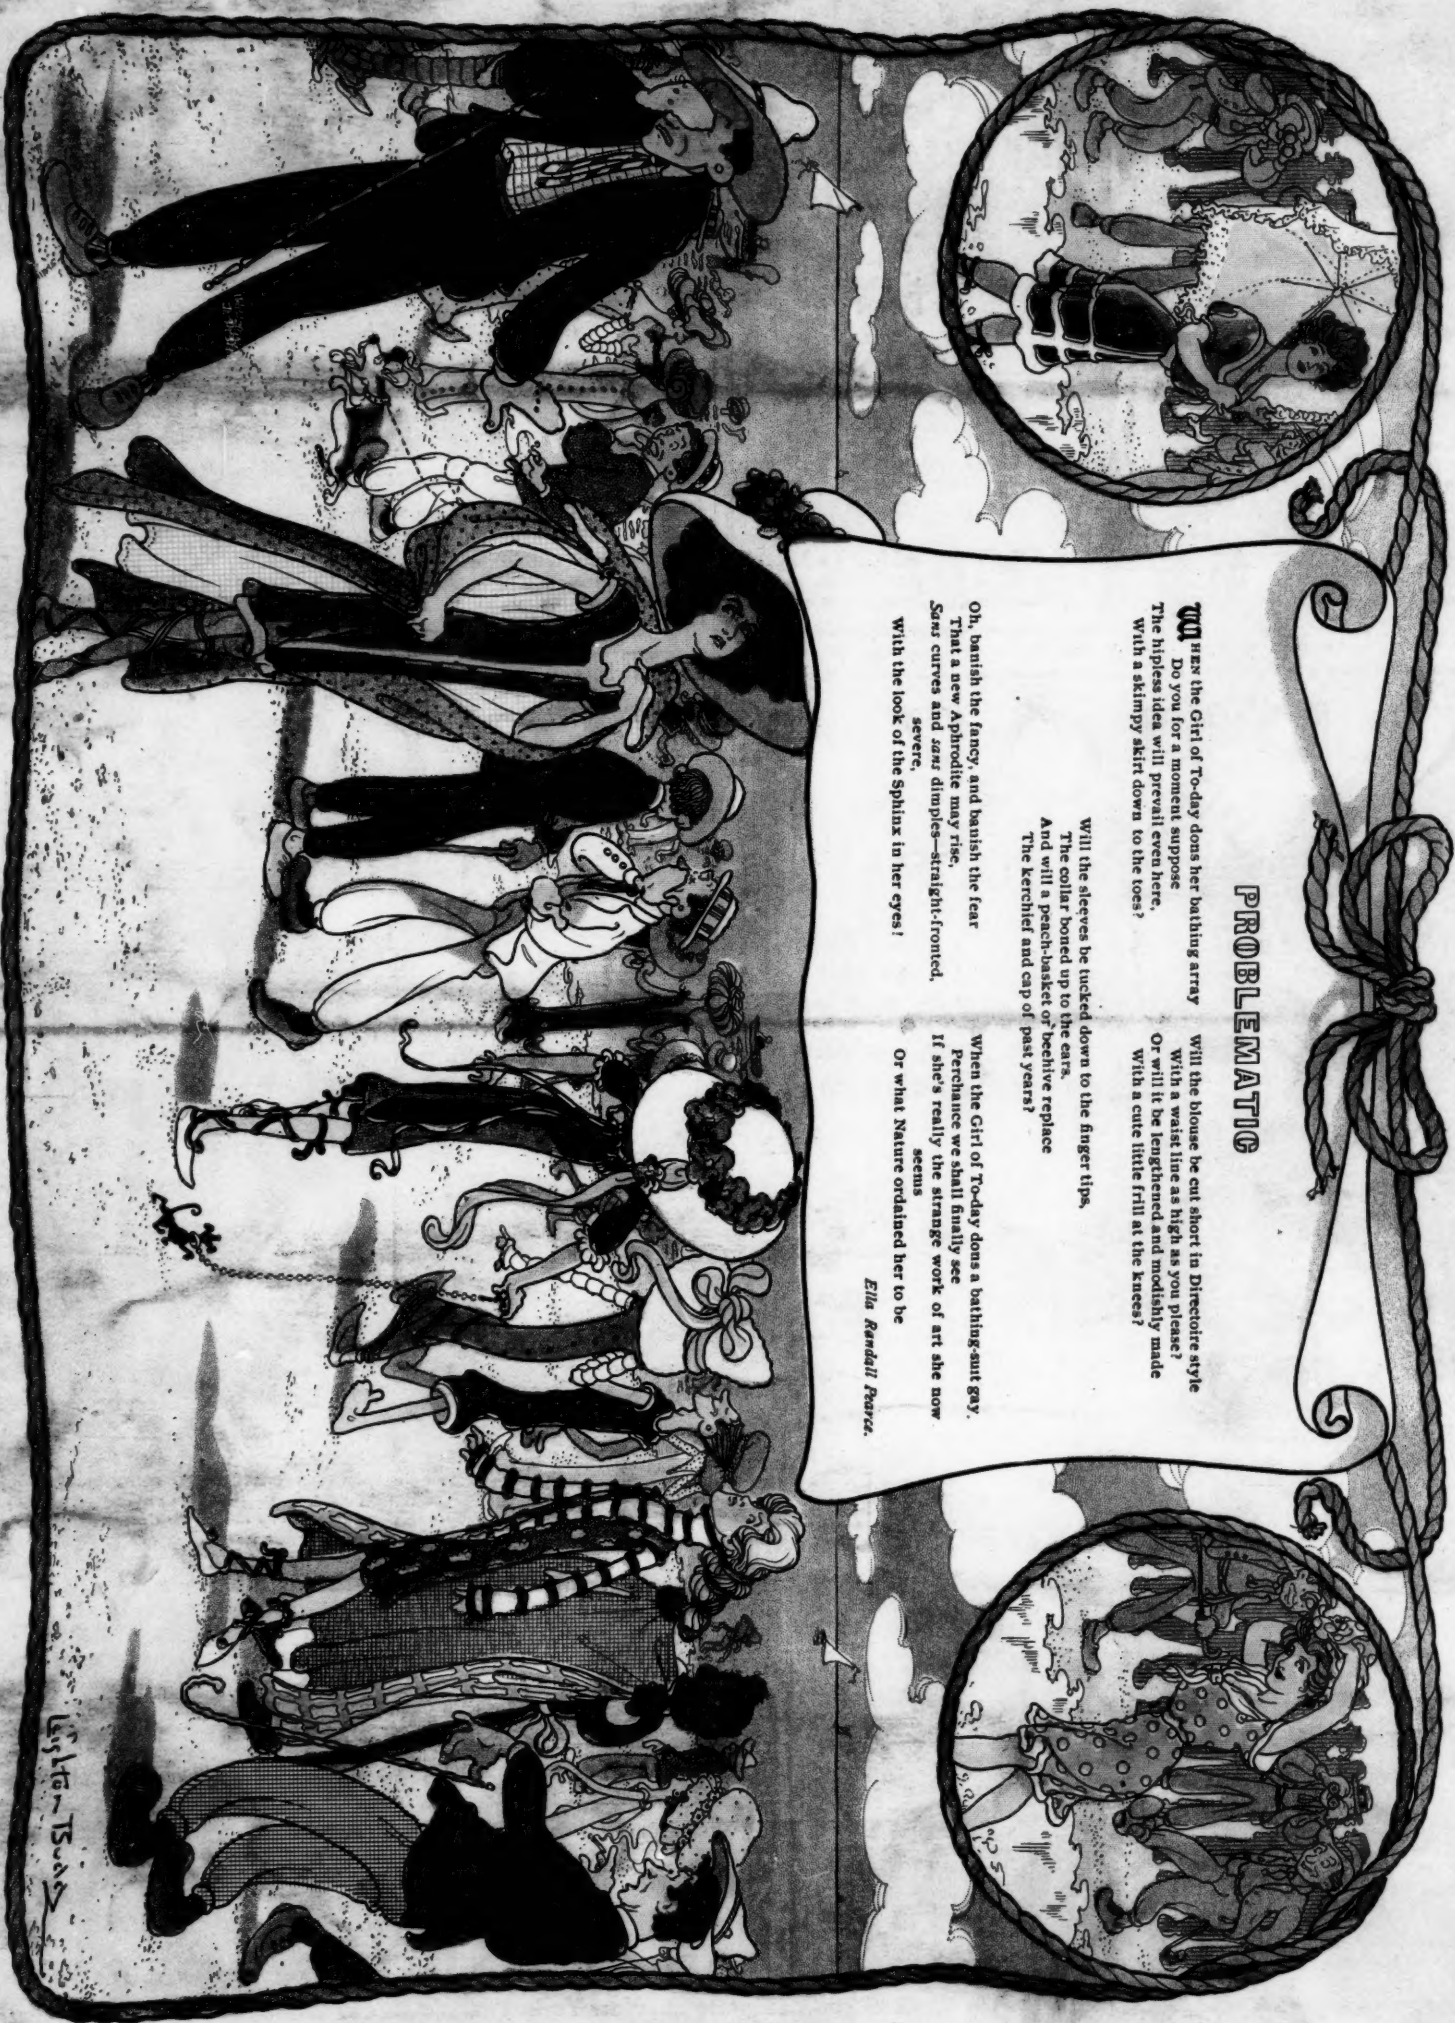 PROBLEMATIC
WHEN the Girl of To-day dons her bathing array
Do you for a moment suppose
The hipless idea will prevail even here,
With a skimpy skirt down to the toes?
Will the blouse be cut short in Directoire style
With a waist line as high as you please?
Or will it be lengthened and modishly made
With a cute little frill at the knees?
Will the sleeves be tucked down to the finger tips,
The collar boned up to the ears,
And will a peach-basket or beehive replace
The kerchief and cap of past years?
Oh, banish the fancy, and banish the fear
That a new Aphrodite may rise,
Sans curves and sans dimples—straight-fronted,
severe,
With the look of the Sphinx in her eyes!
When the Girl of To-day dons a bathing-suit gay,
Perchance we shall finally see
If she's really the strange work of art she now
seems
Or what Nature ordained her to be
Ella Randall Pearce.